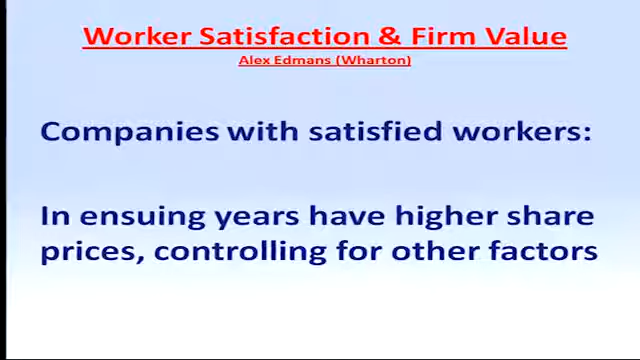 Worker Satisfaction & Firm Value
Alex Edmans (Wharton)
Companies with satisfied workers:
In ensuing years have higher share
prices, controlling for other factors